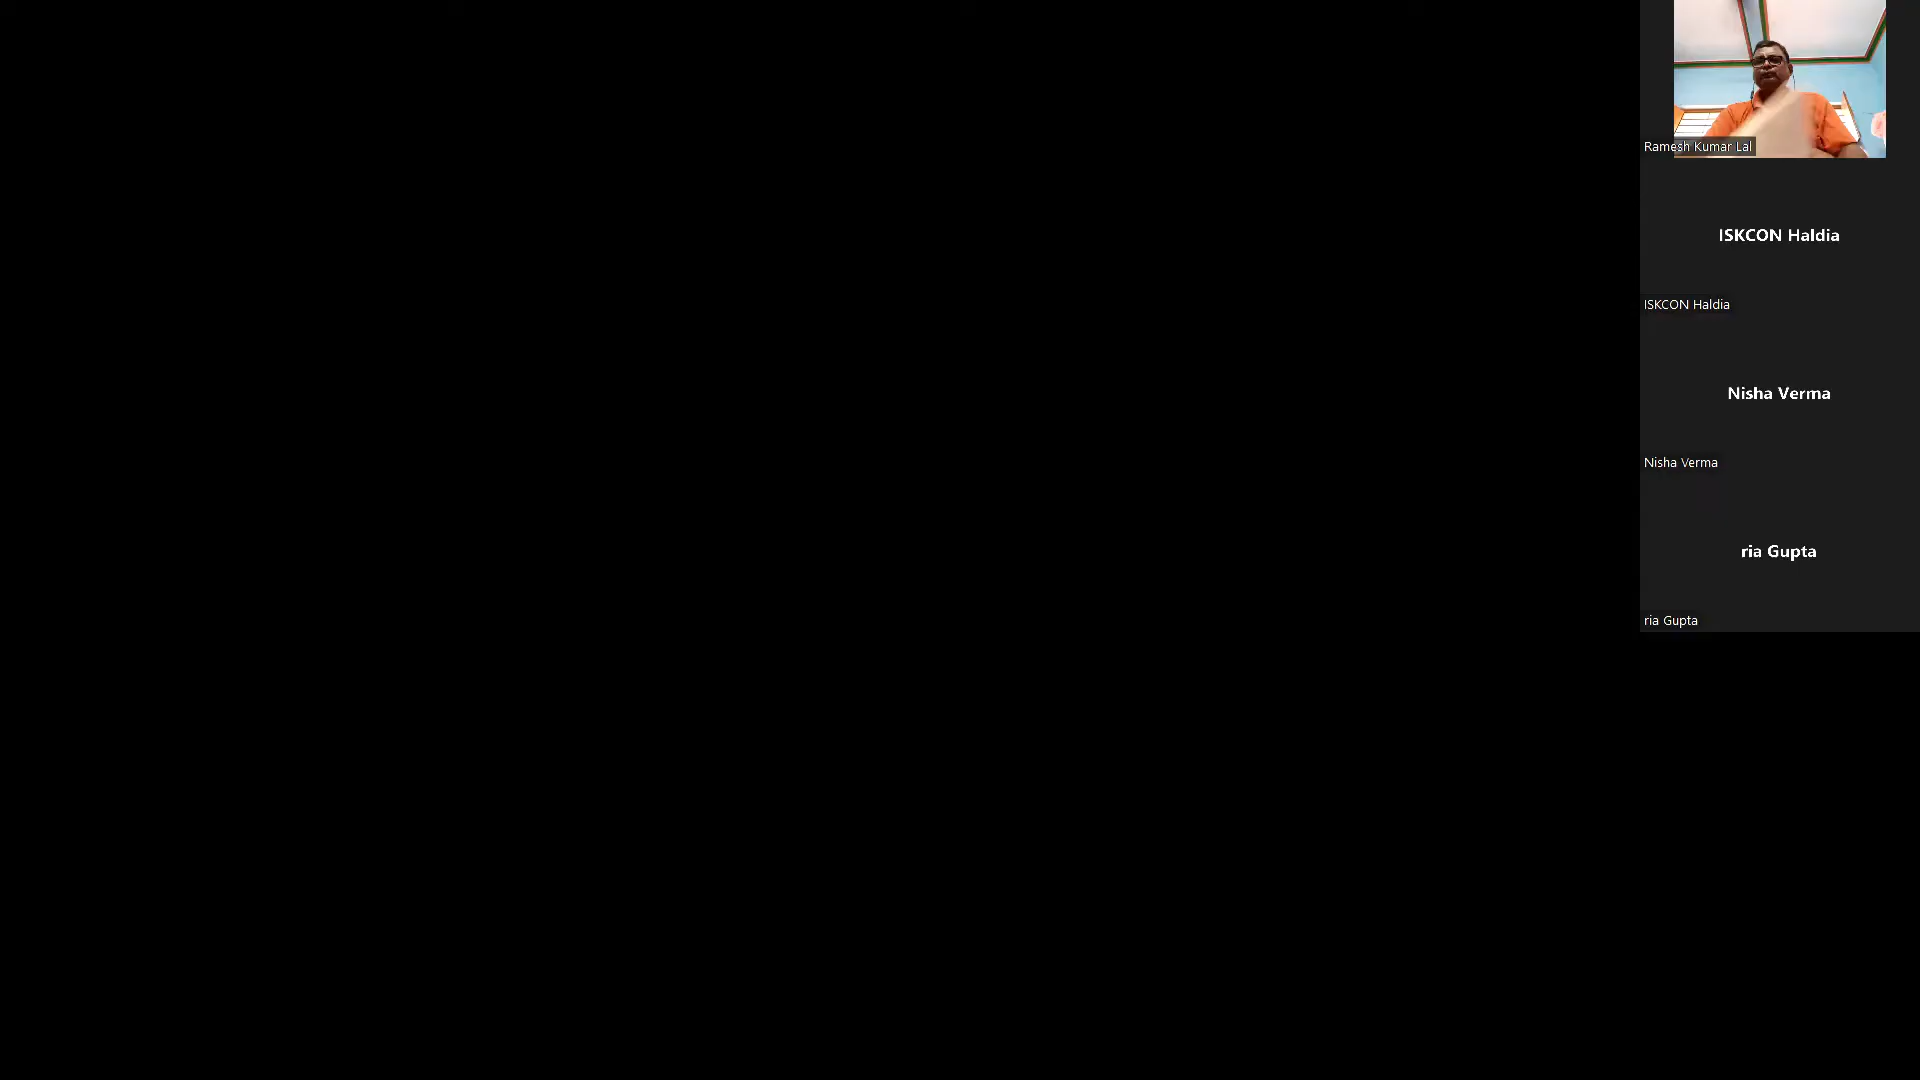 Ramesh Kumar Lal
ISKCON Haldia
ISKCON Haldia
Nisha Verma
Nisha Verma
ria Gupta
ria Gupta